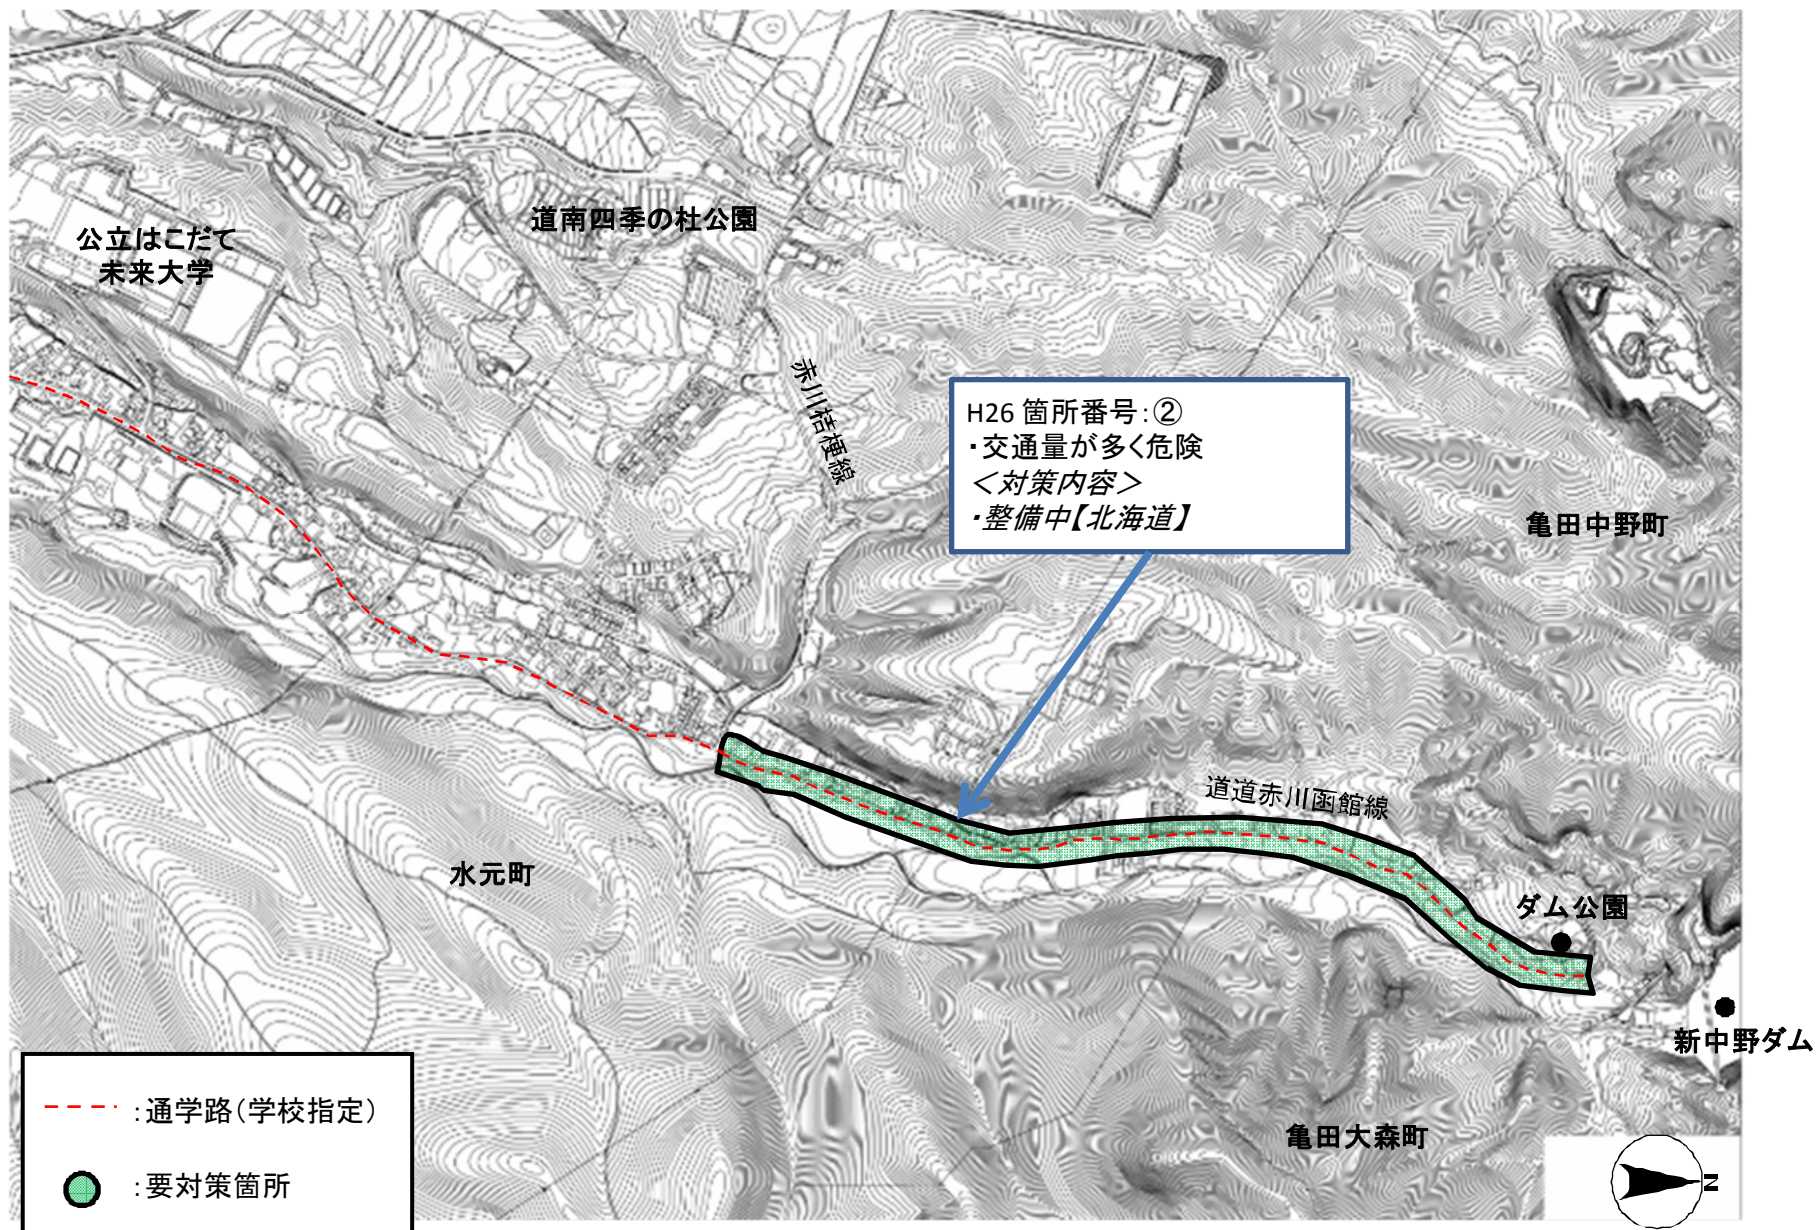 道南四季の杜公園
公立はこだて
未来大学
赤川桔梗線
H26 箇所番号:②
・交通量が多く危険
＜対策内容＞
・整備中【北海道】
亀田中野町
道道赤川函館線
水元町
ダム公園
新中野ダム
亀田大森町
:通学路(学校指定)
:要対策箇所
N